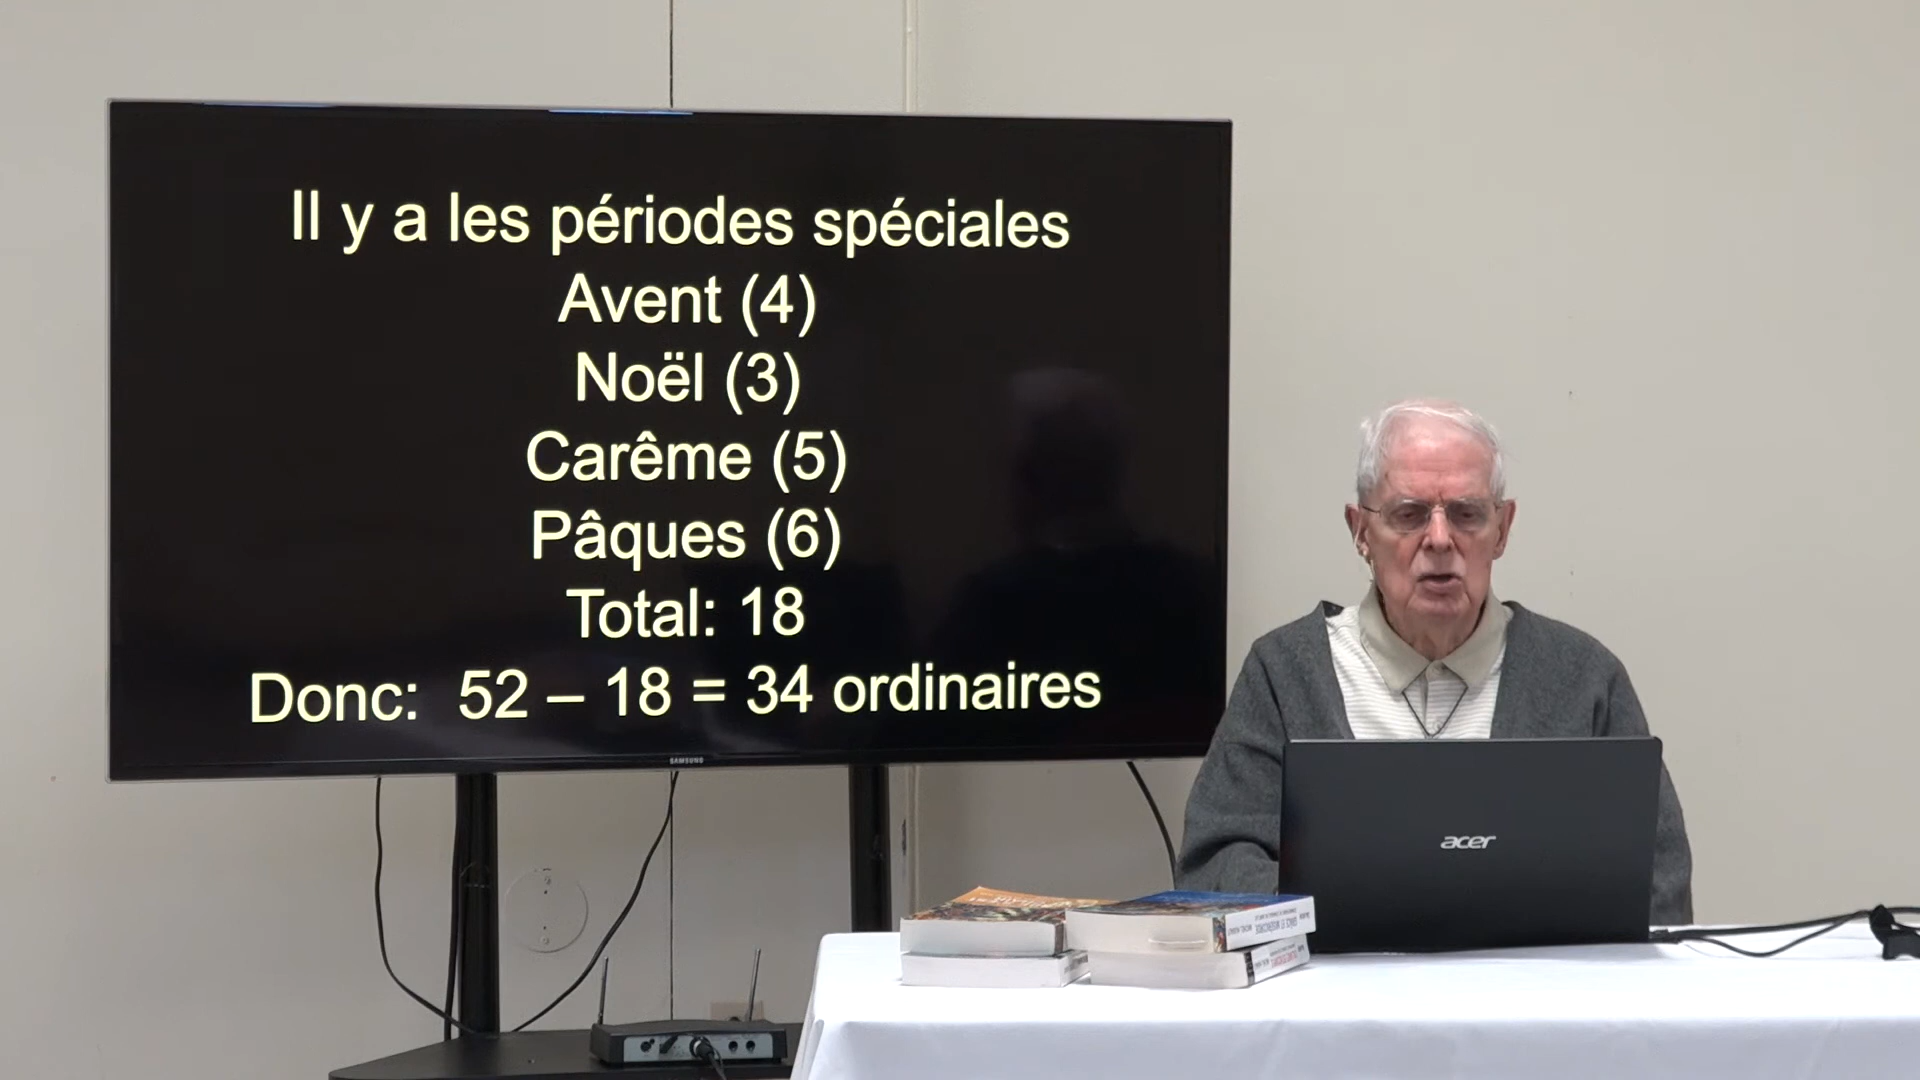 Il y a les périodes spéciales
Avent (4)
Noël (3)
Carême (5)
Pâques (6)
Total: 18
Donc: 52 – 18 = 34 ordinaires
SAMSUNG
acer